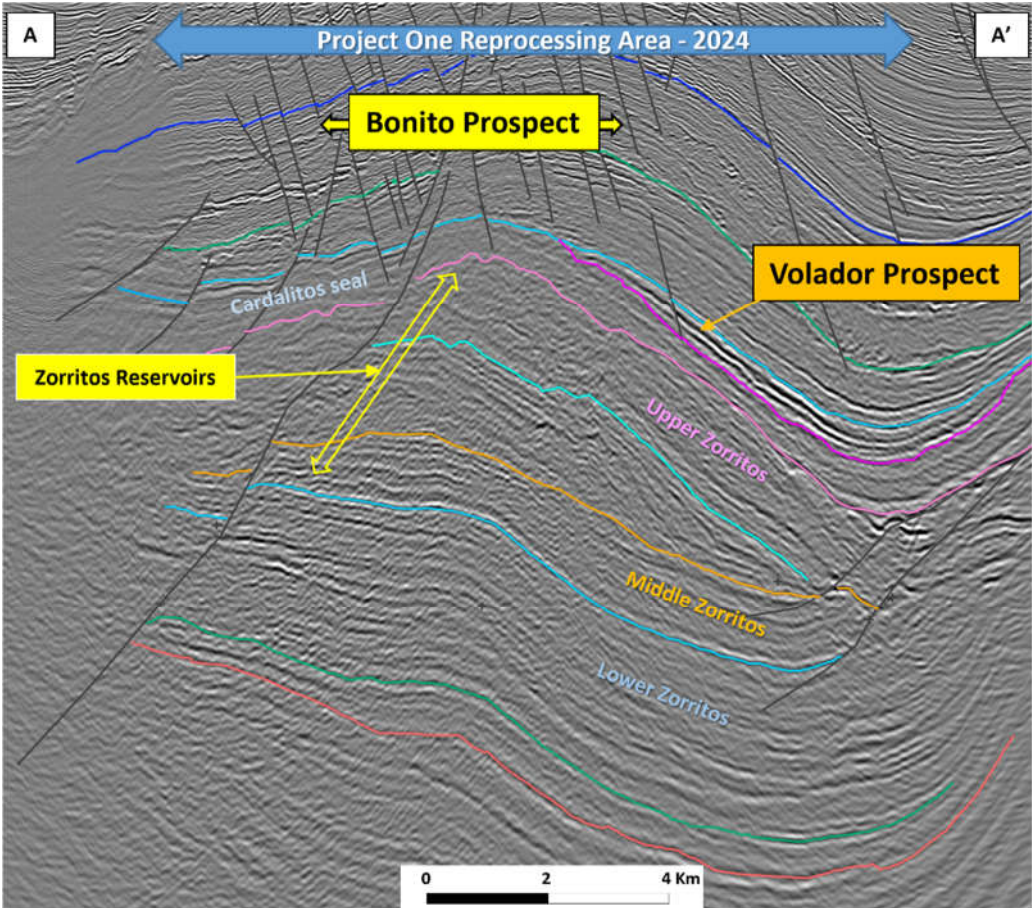 A
Project One Reprocessing Area - 2024
A'
Bonito Prospect
Volador Prospect
Cardalitos seal
Zorritos Reservoirs
Upper Zorritos
Middle Zorritos
Lower Zorritos
0 2 4 Km